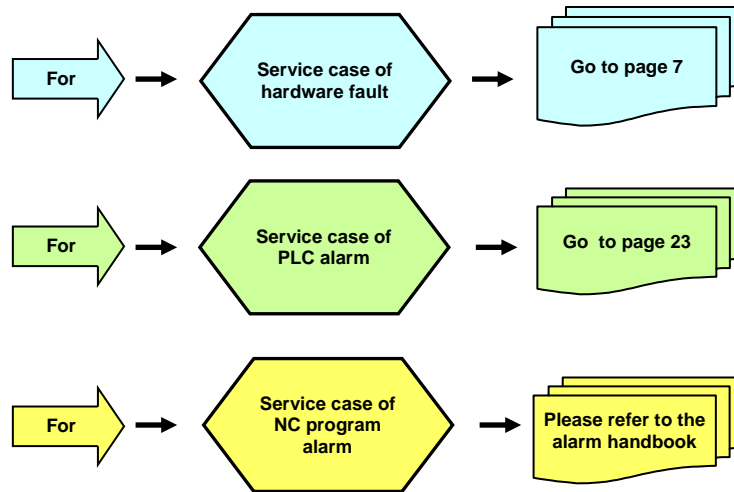 For
Service case of
hardware fault
Go to page 7
For
Service case of
PLC alarm
Go to page 23
For
Service case of
NC program
alarm
Please refer to the
alarm handbook